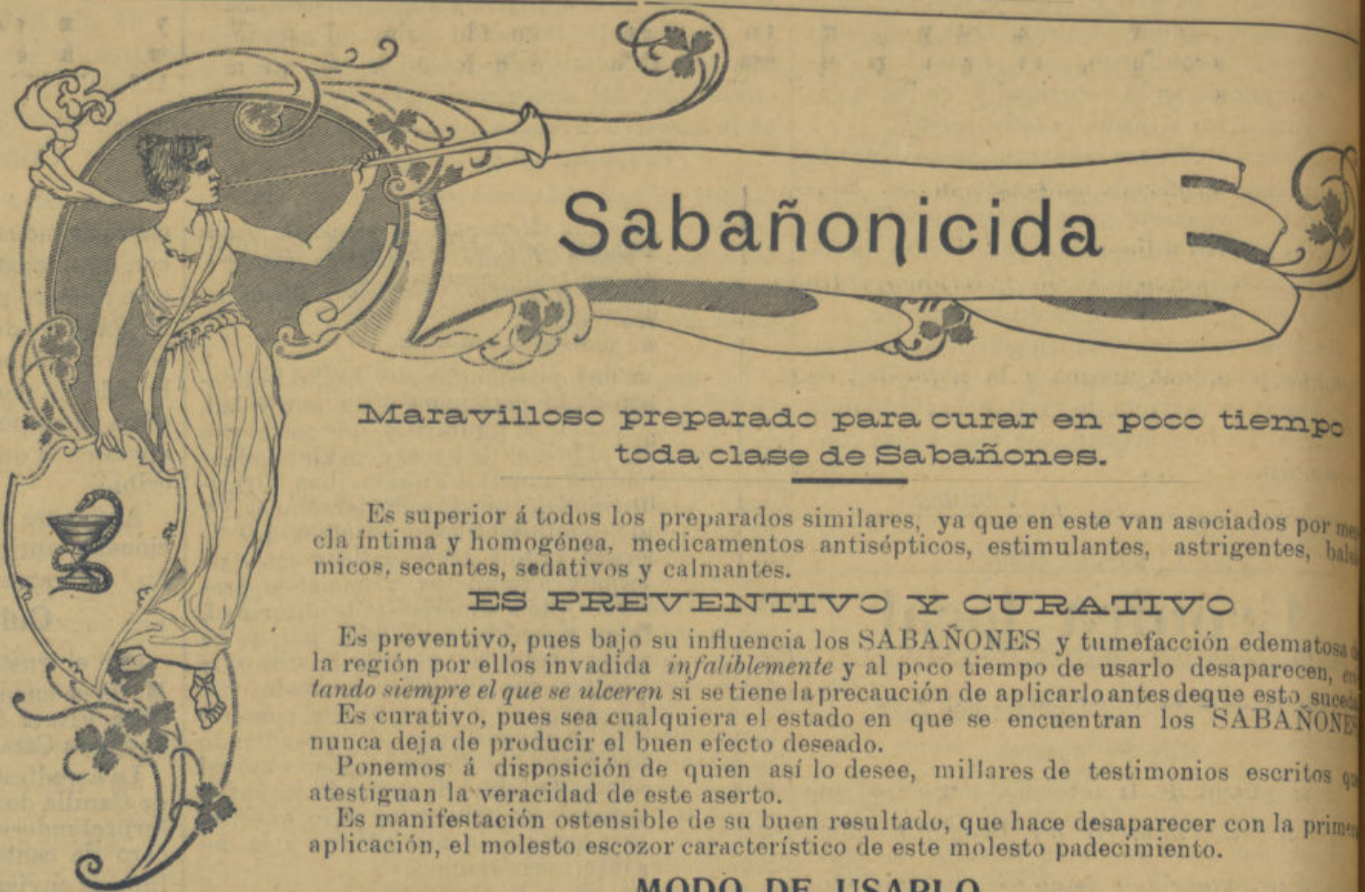 Sabañonicida
Maravilloso preparado para curar en poco tiempo
toda clase de Sabañones.
Es superior á todos los preparados similares, ya que en este van asociados por
cla íntima y homogénea, medicamentos antisépticos, estimulantes, astrigentes,
micos, secantes, sedativos y calmantes.
ES PREVENTIVO Y CURATIVO
Es preventivo, pues bajo su influencia los SABAÑONES y tumefacción edematosa
la región por ellos invadida infaliblemente y al poco tiempo de usarlo desaparecen,
tando siempre el que se ulceren si se tiene la precaución de aplicarlo antes de que esto
Es curativo, pues sea cualquiera el estado en que se encuentran los SABAÑONES
nunca deja de producir el buen efecto deseado.
Ponemos á disposición de quien así lo desee, millares de testimonios escritos
atestiguan la veracidad de este aserto.
Es manifestación ostensible de su buen resultado, que hace desaparecer con la
aplicación, el molesto escozor característico de este molesto padecimiento.
MODO DE USARLO